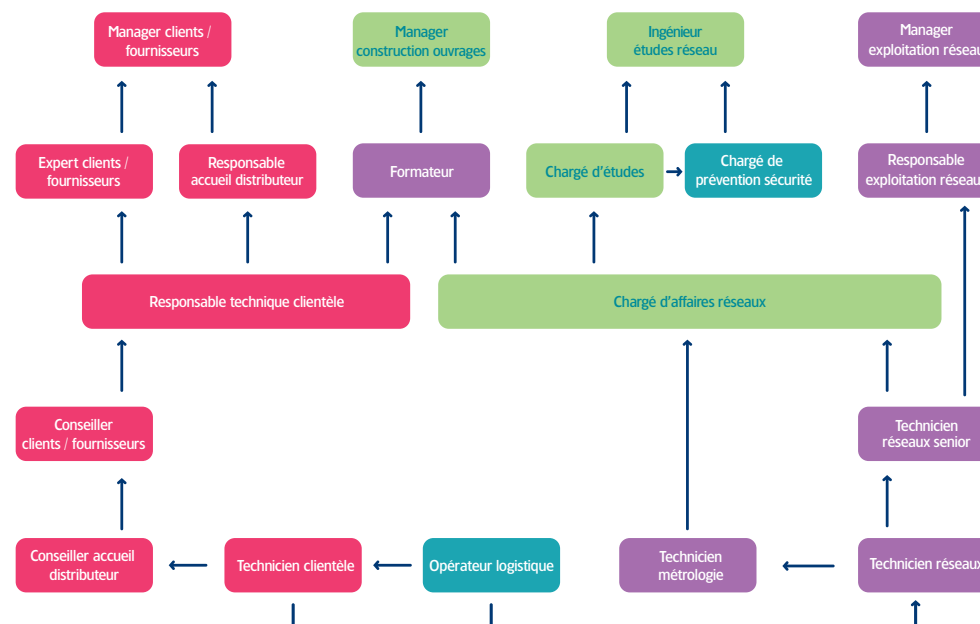 Manager clients /
fournisseurs
Manager
construction ouvrages
Ingénieur
études réseau
Manager
exploitation réseau
Expert clients /
fournisseurs
Responsable
accueil distributeur
Formateur
Chargé d'études
Chargé de
prévention sécurité
Responsable
exploitation réseau
Responsable technique clientèle
Chargé d'affaires réseaux
Conseiller
clients / fournisseurs
Technicien
réseaux senior
Conseiller accueil
distributeur
Technicien clientèle
Opérateur logistique
Technicien
métrologie
Technicien réseaux